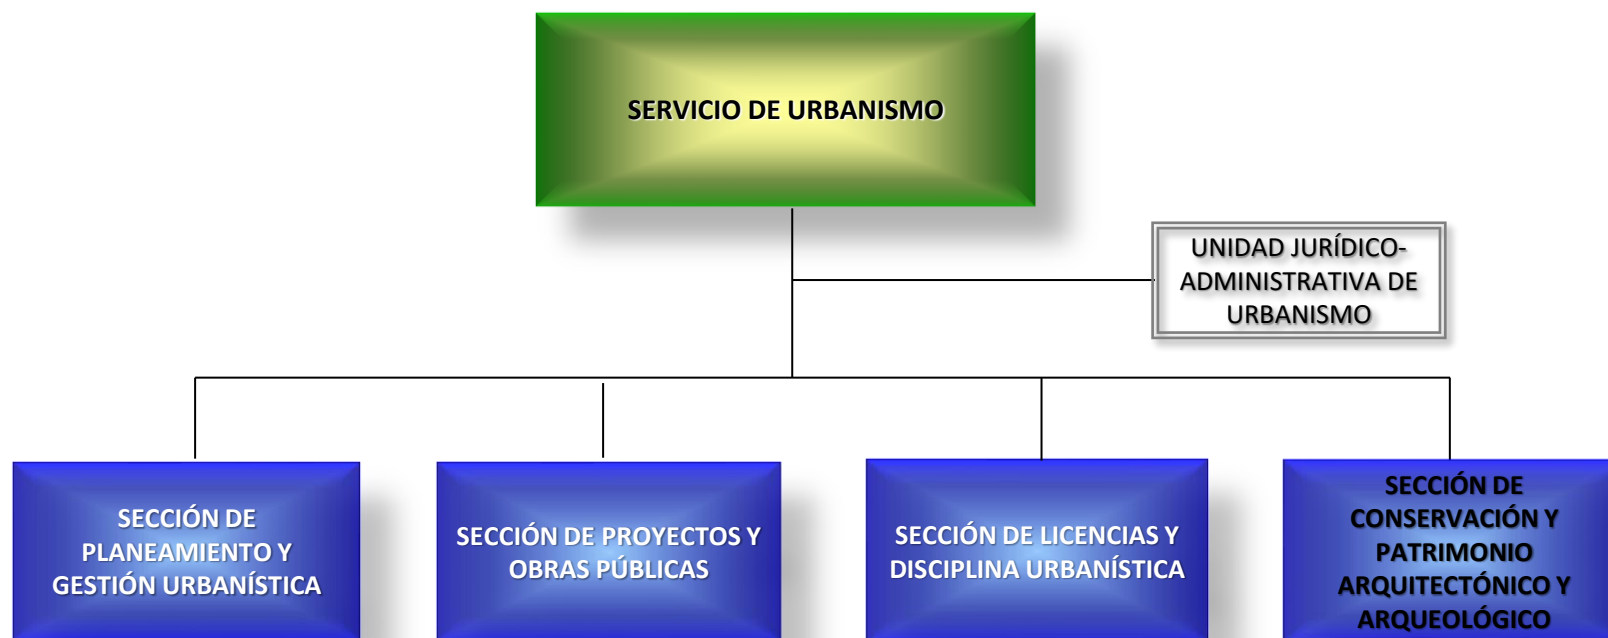 SERVICIO DE URBANISMO
UNIDAD JURÍDICO-
ADMINISTRATIVA DE
URBANISMO
SECCIÓN DE
PLANEAMIENTO Y
GESTIÓN URBANÍSTICA
SECCIÓN DE PROYECTOS Y
OBRAS PÚBLICAS
SECCIÓN DE LICENCIAS Y
DISCIPLINA URBANÍSTICA
SECCIÓN DE
CONSERVACIÓN Y
PATRIMONIO
ARQUITECTÓNICO Y
ARQUEOLÓGICO